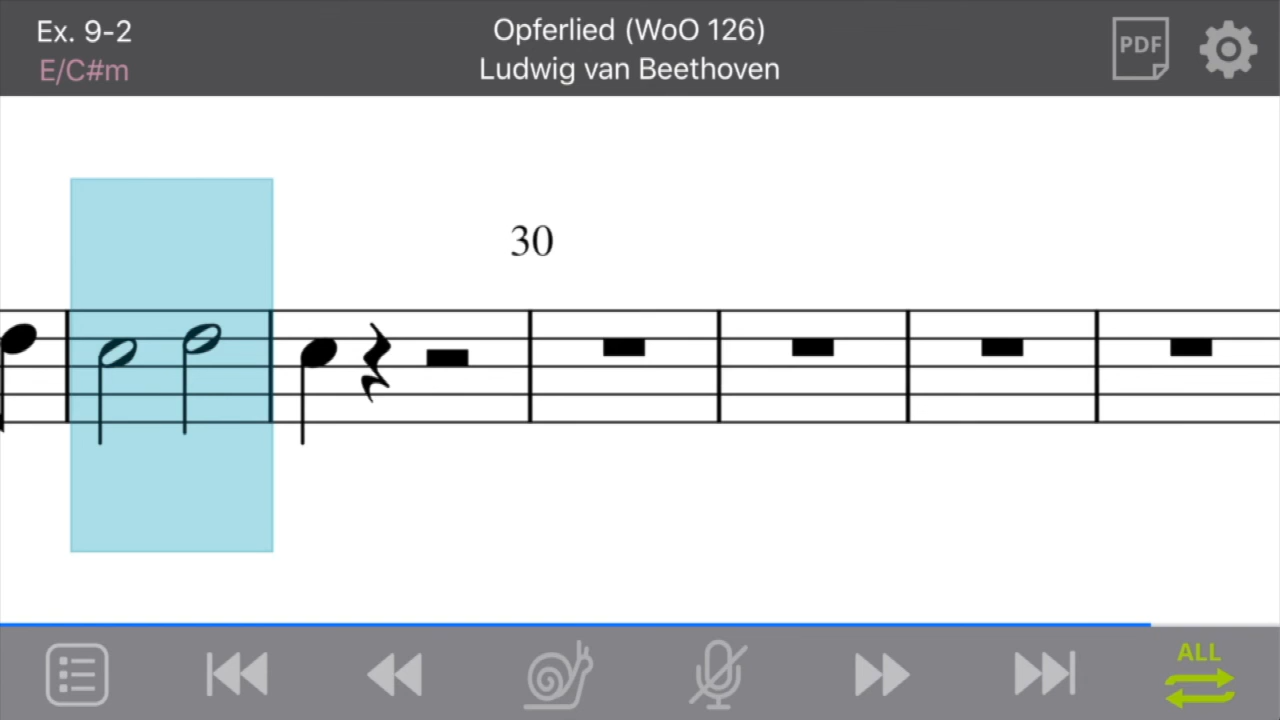 Ex. 9-2
E/C#m
Opferlied (WoO 126)
Ludwig van Beethoven
PDF
30
ALL